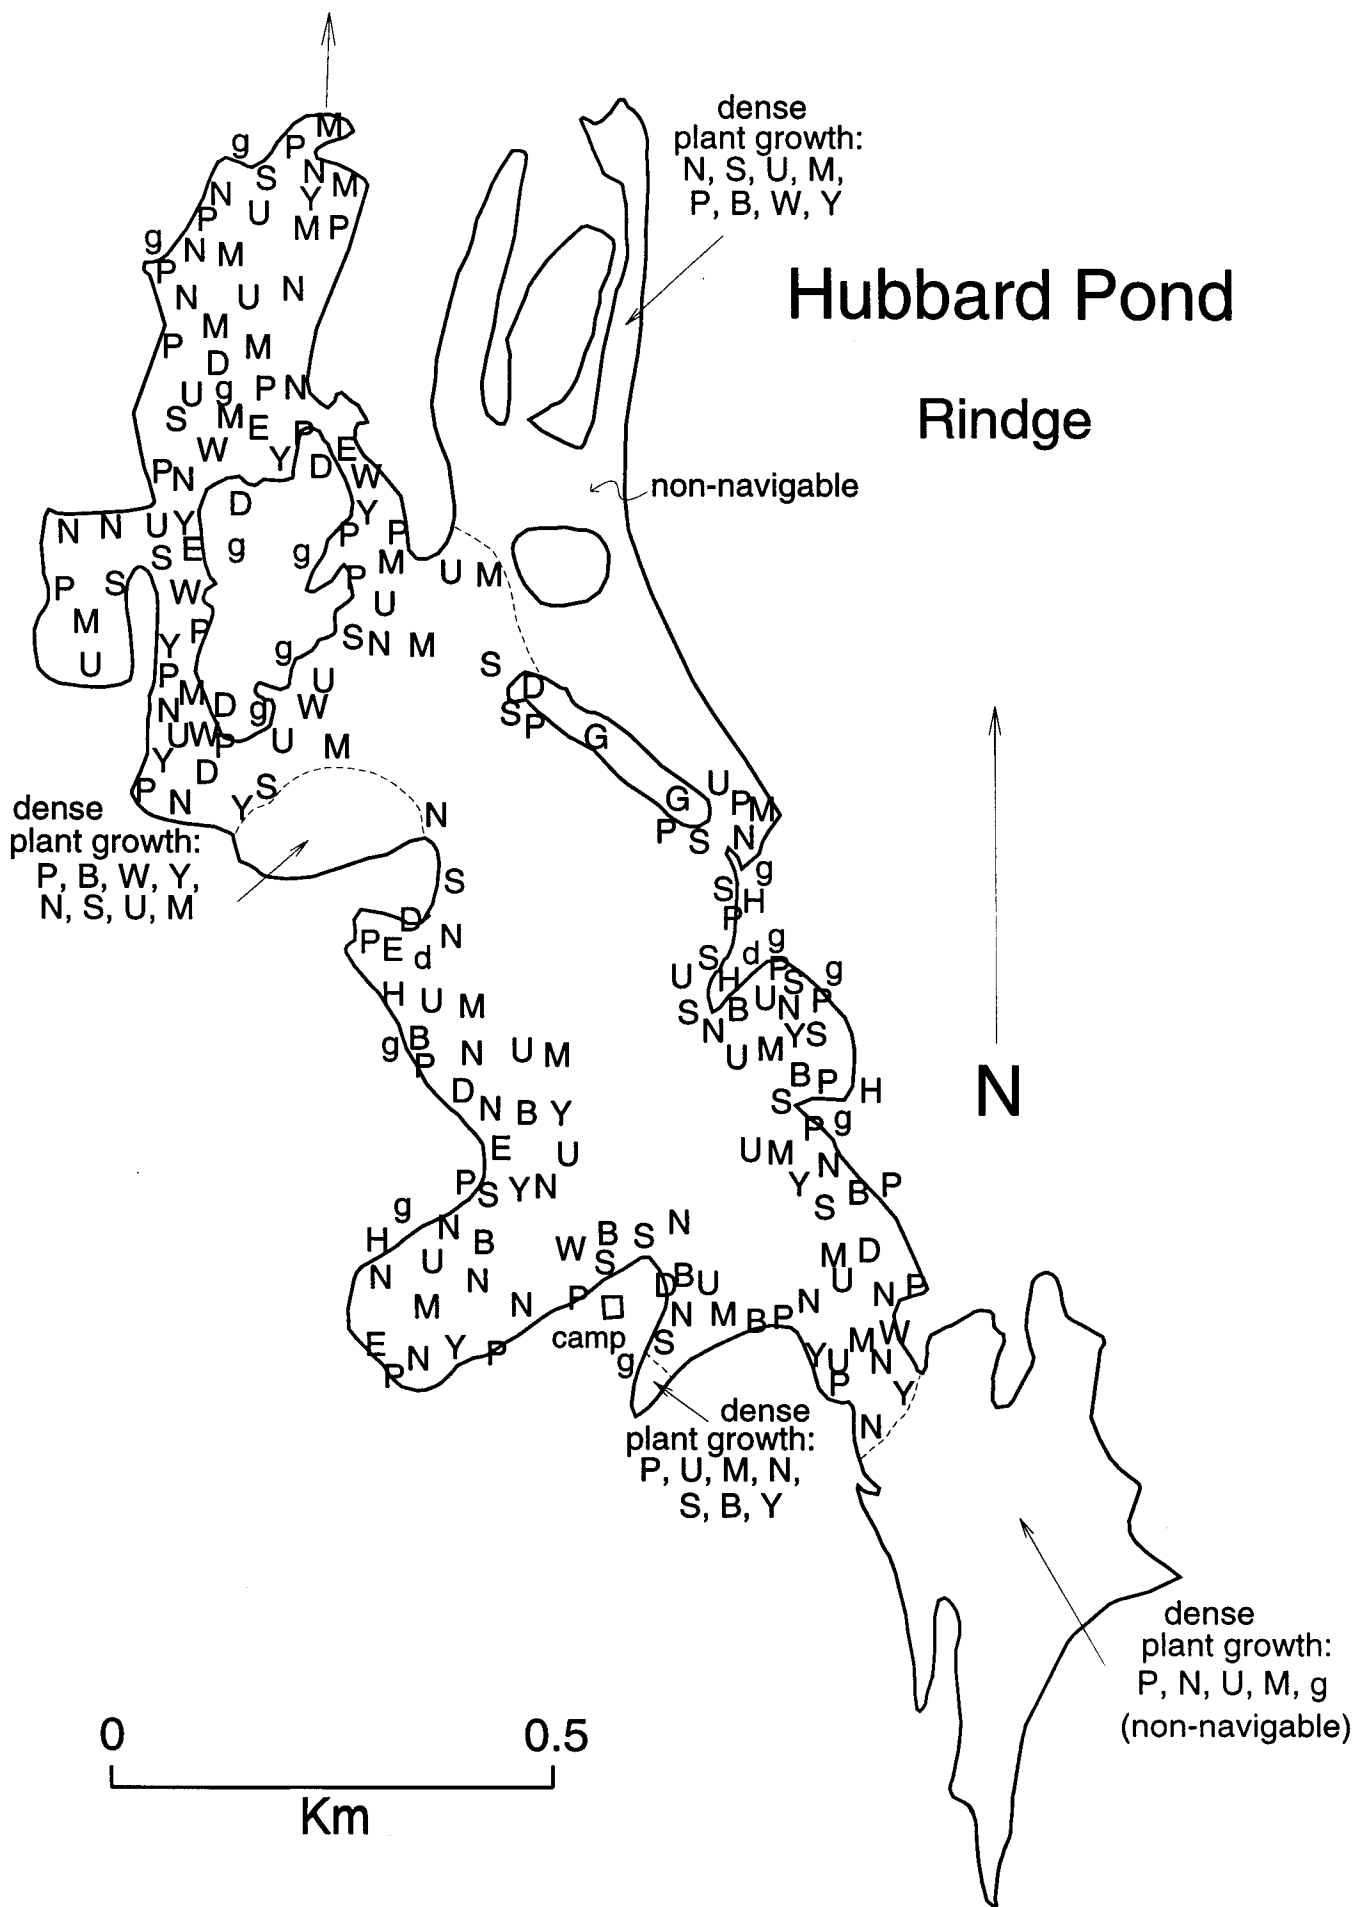 M
g P
S N M
N Y
P U M P
g N M
P
N U N
M
P M
D
U g P N
S M E P
W Y D E W
P N
D Y
N N U Y P P
S E g g M U M
P S W P
M U
P S N M
U Y g S
P U D
M D g W S P
N G
U W P U M
Y D U
P N Y S G P M
N P S N
g
S S H
P
D N
P E d
S d g
U H P S g
H U M B U N P
S N Y S
g B N U M U M
P
B P H
D N B Y S
P g
E U U M N
P S Y N Y B P
S
g
H N B W B S N
U S M D
N N D B U U
M N P N M B P N N P
S
E N Y P Y U M N W
P g P Y
N
dense
plant growth:
N, S, U, M,
P, B, W, Y
Hubbard Pond
Rindge
non-navigable
dense
plant growth:
P, B, W, Y,
N, S, U, M
N
camp
dense
plant growth:
P, U, M, N,
S, B, Y
dense
plant growth:
P, N, U, M, g
(non-navigable)
0 0.5
Km